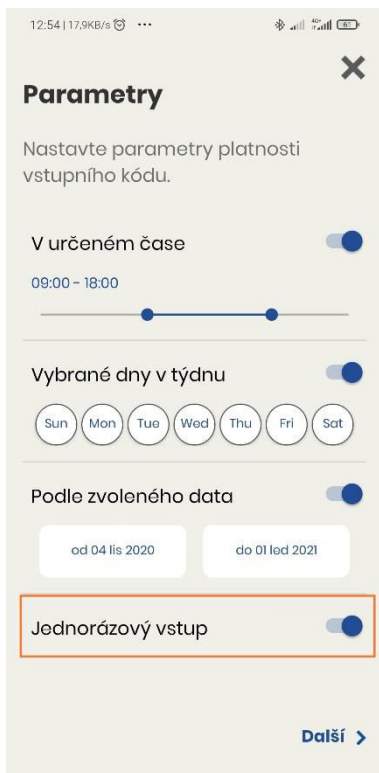 12:54 | 17,9KB/s ...
4G+
61
Parametry
Nastavte parametry platnosti
vstupního kódu.
V určeném čase
09:00 - 18:00
Vybrané dny v týdnu
Sun Mon Tue Wed Thu Fri Sat
Podle zvoleného data
od 04 lis 2020 do 01 led 2021
Jednorázový vstup
Další